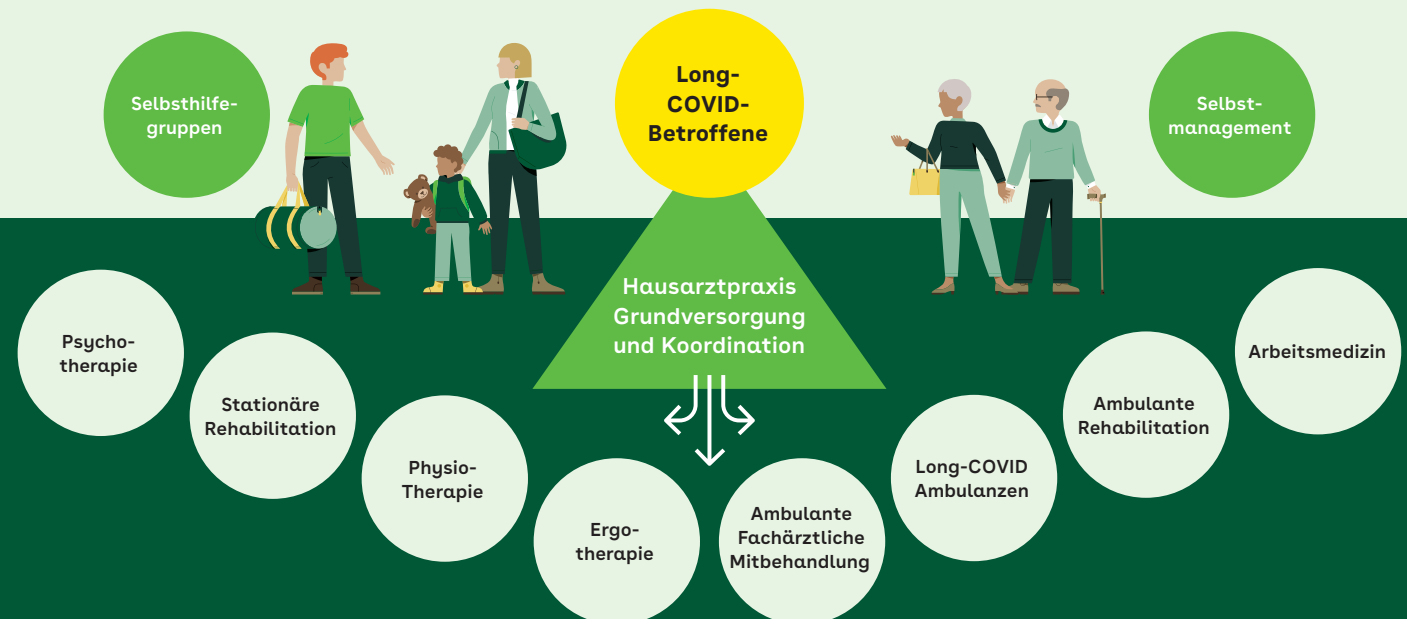 Long-
COVID-
Betroffene
Selbsthilfe-
gruppen
Selbst-
management
Hausarztpraxis
Grundversorgung
und Koordination
Psycho-
therapie
Stationäre
Rehabilitation
Physio-
Therapie
Ergo-
therapie
Ambulante
Fachärztliche
Mitbehandlung
Long-COVID
Ambulanzen
Ambulante
Rehabilitation
Arbeitsmedizin